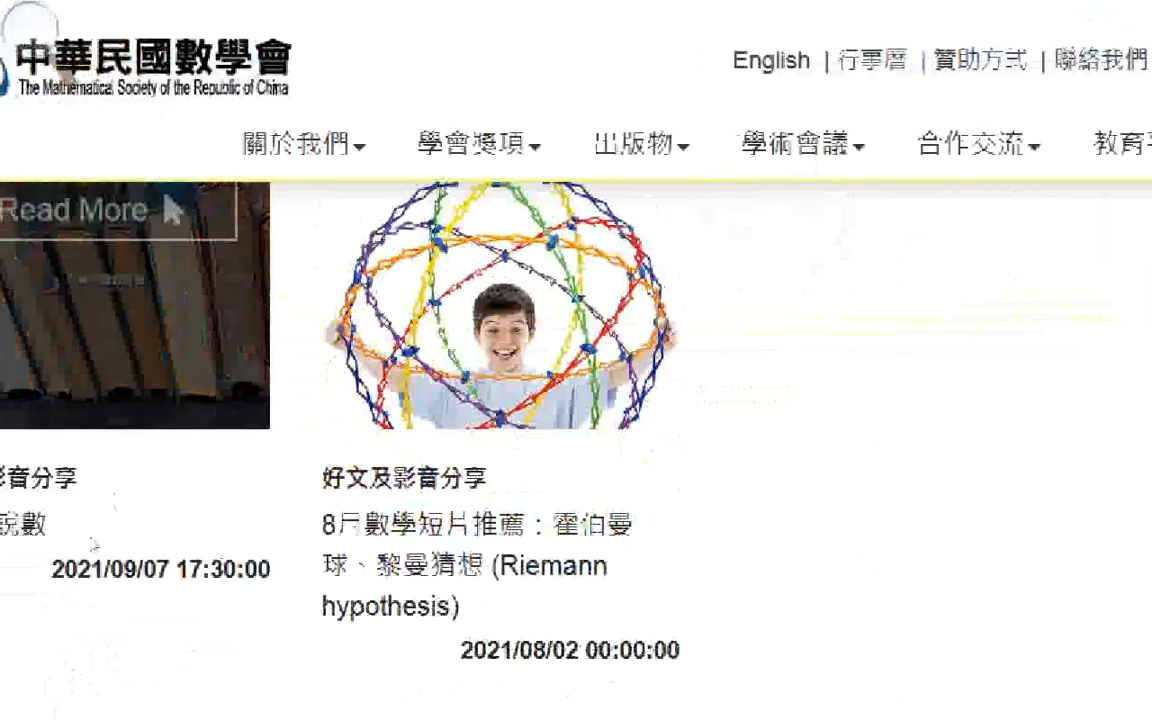 中華民國數學會
The Mathematical Society of the Republic of China
English | 行事曆 | 贊助方式 | 聯絡我們
關於我們 學會獎項 出版物 學術會議 合作交流 教育
Read More
影音分享
說數
2021/09/07 17:30:00
好文及影音分享
8月數學短片推薦：霍伯曼
球、黎曼猜想 (Riemann
hypothesis)
2021/08/02 00:00:00